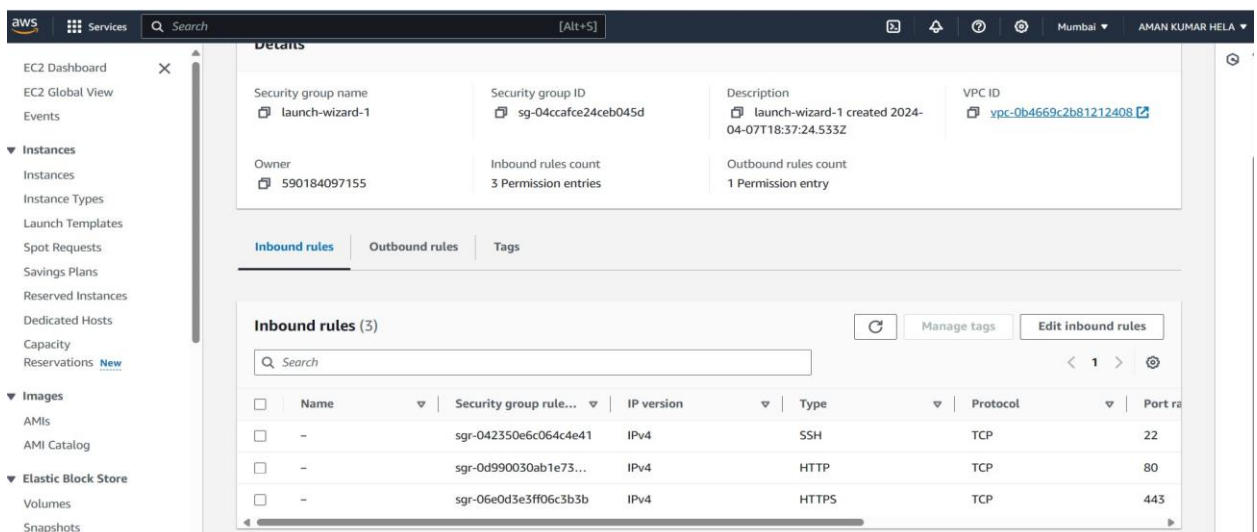 aws Services Search [Alt+S] Mumbai AMAN KUMAR HELA
EC2 Dashboard
EC2 Global View
Events
Instances
Instances
Instance Types
Launch Templates
Spot Requests
Savings Plans
Reserved Instances
Dedicated Hosts
Capacity
Reservations New
Images
AMIs
AMI Catalog
Elastic Block Store
Volumes
Snapshots
Details
Security group name
launch-wizard-1
Security group ID
sg-04ccafce24ceb045d
Description
launch-wizard-1 created 2024-
04-07T18:37:24.533Z
VPC ID
vpc-0b4669c2b81212408
Owner
590184097155
Inbound rules count
3 Permission entries
Outbound rules count
1 Permission entry
Inbound rules Outbound rules Tags
Inbound rules (3) Manage tags Edit inbound rules
Search 1
Name Security group rule... IP version Type Protocol Port ra
– sgr-042350e6c064c4e41 IPv4 SSH TCP 22
– sgr-0d990030ab1e73... IPv4 HTTP TCP 80
– sgr-06e0d3e3ff06c3b3b IPv4 HTTPS TCP 443